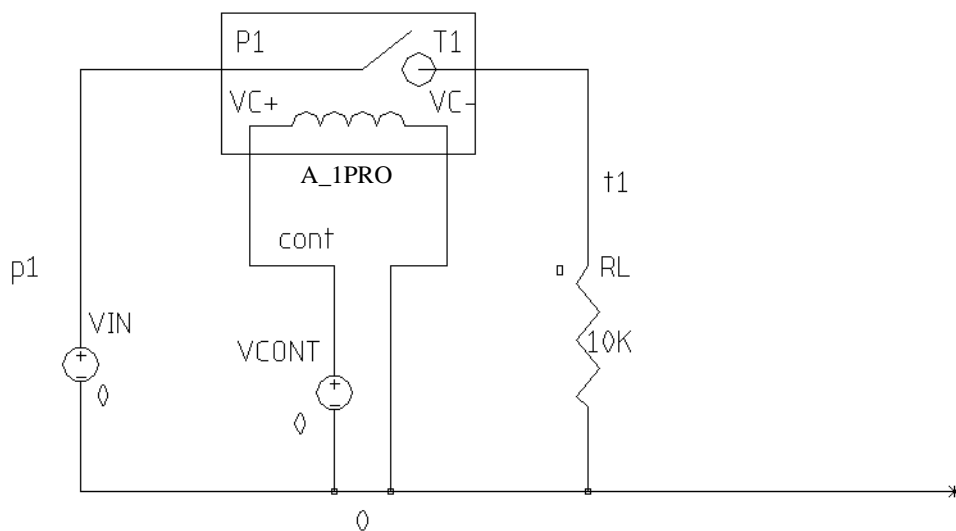 P1
T1
VC+
VC-
A_1PRO
t1
cont
p1
RL
VIN
10K
VCONT
0
0
0